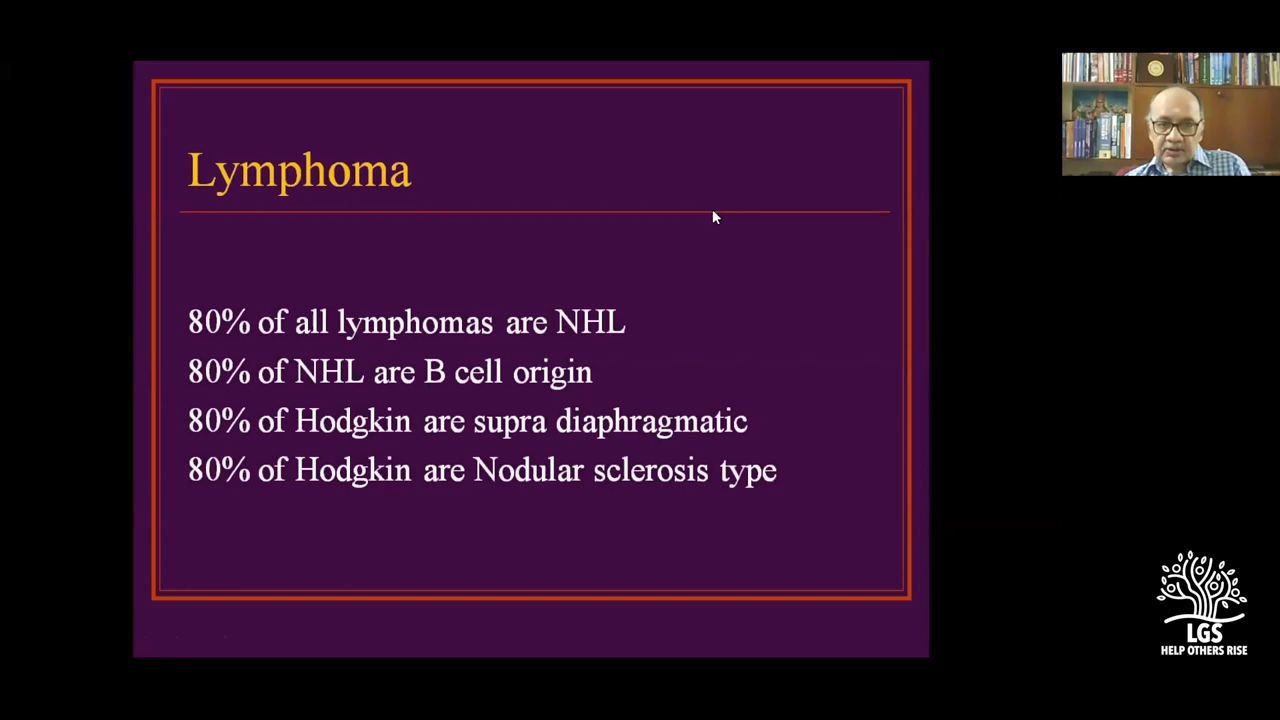 Lymphoma
80% of all lymphomas are NHL
80% of NHL are B cell origin
80% of Hodgkin are supra diaphragmatic
80% of Hodgkin are Nodular sclerosis type
LGS
HELP OTHERS RISE